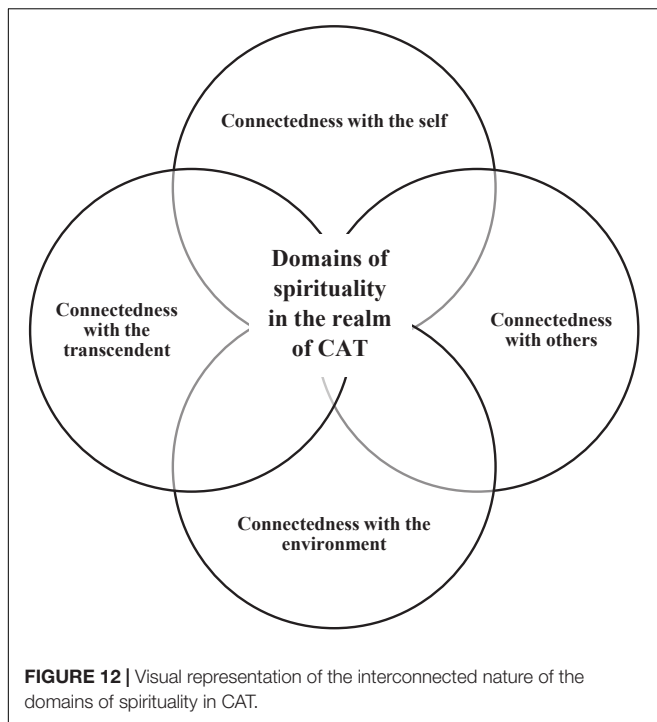 Connectedness with the self
Domains of
spirituality
in the realm
of CAT
Connectedness
with the
transcendent
Connectedness
with others
Connectedness with the
environment
FIGURE 12 | Visual representation of the interconnected nature of the
domains of spirituality in CAT.